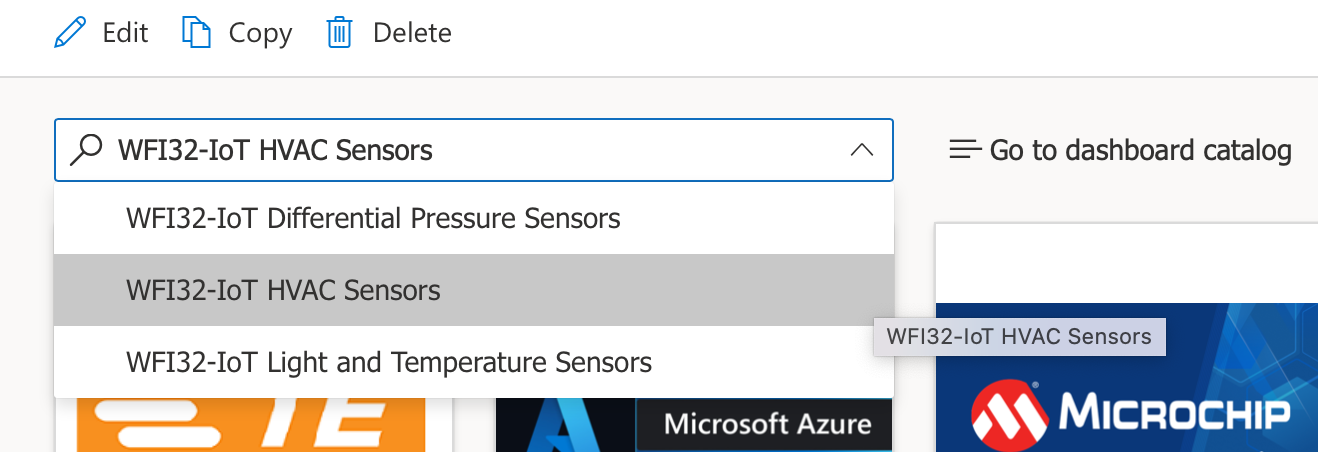 Edit Copy Delete
WFI32-IoT HVAC Sensors
Go to dashboard catalog
WFI32-IoT Differential Pressure Sensors
WFI32-IoT HVAC Sensors
WFI32-IoT HVAC Sensors
WFI32-IoT Light and Temperature Sensors
TE
Microsoft Azure
MICROCHIP